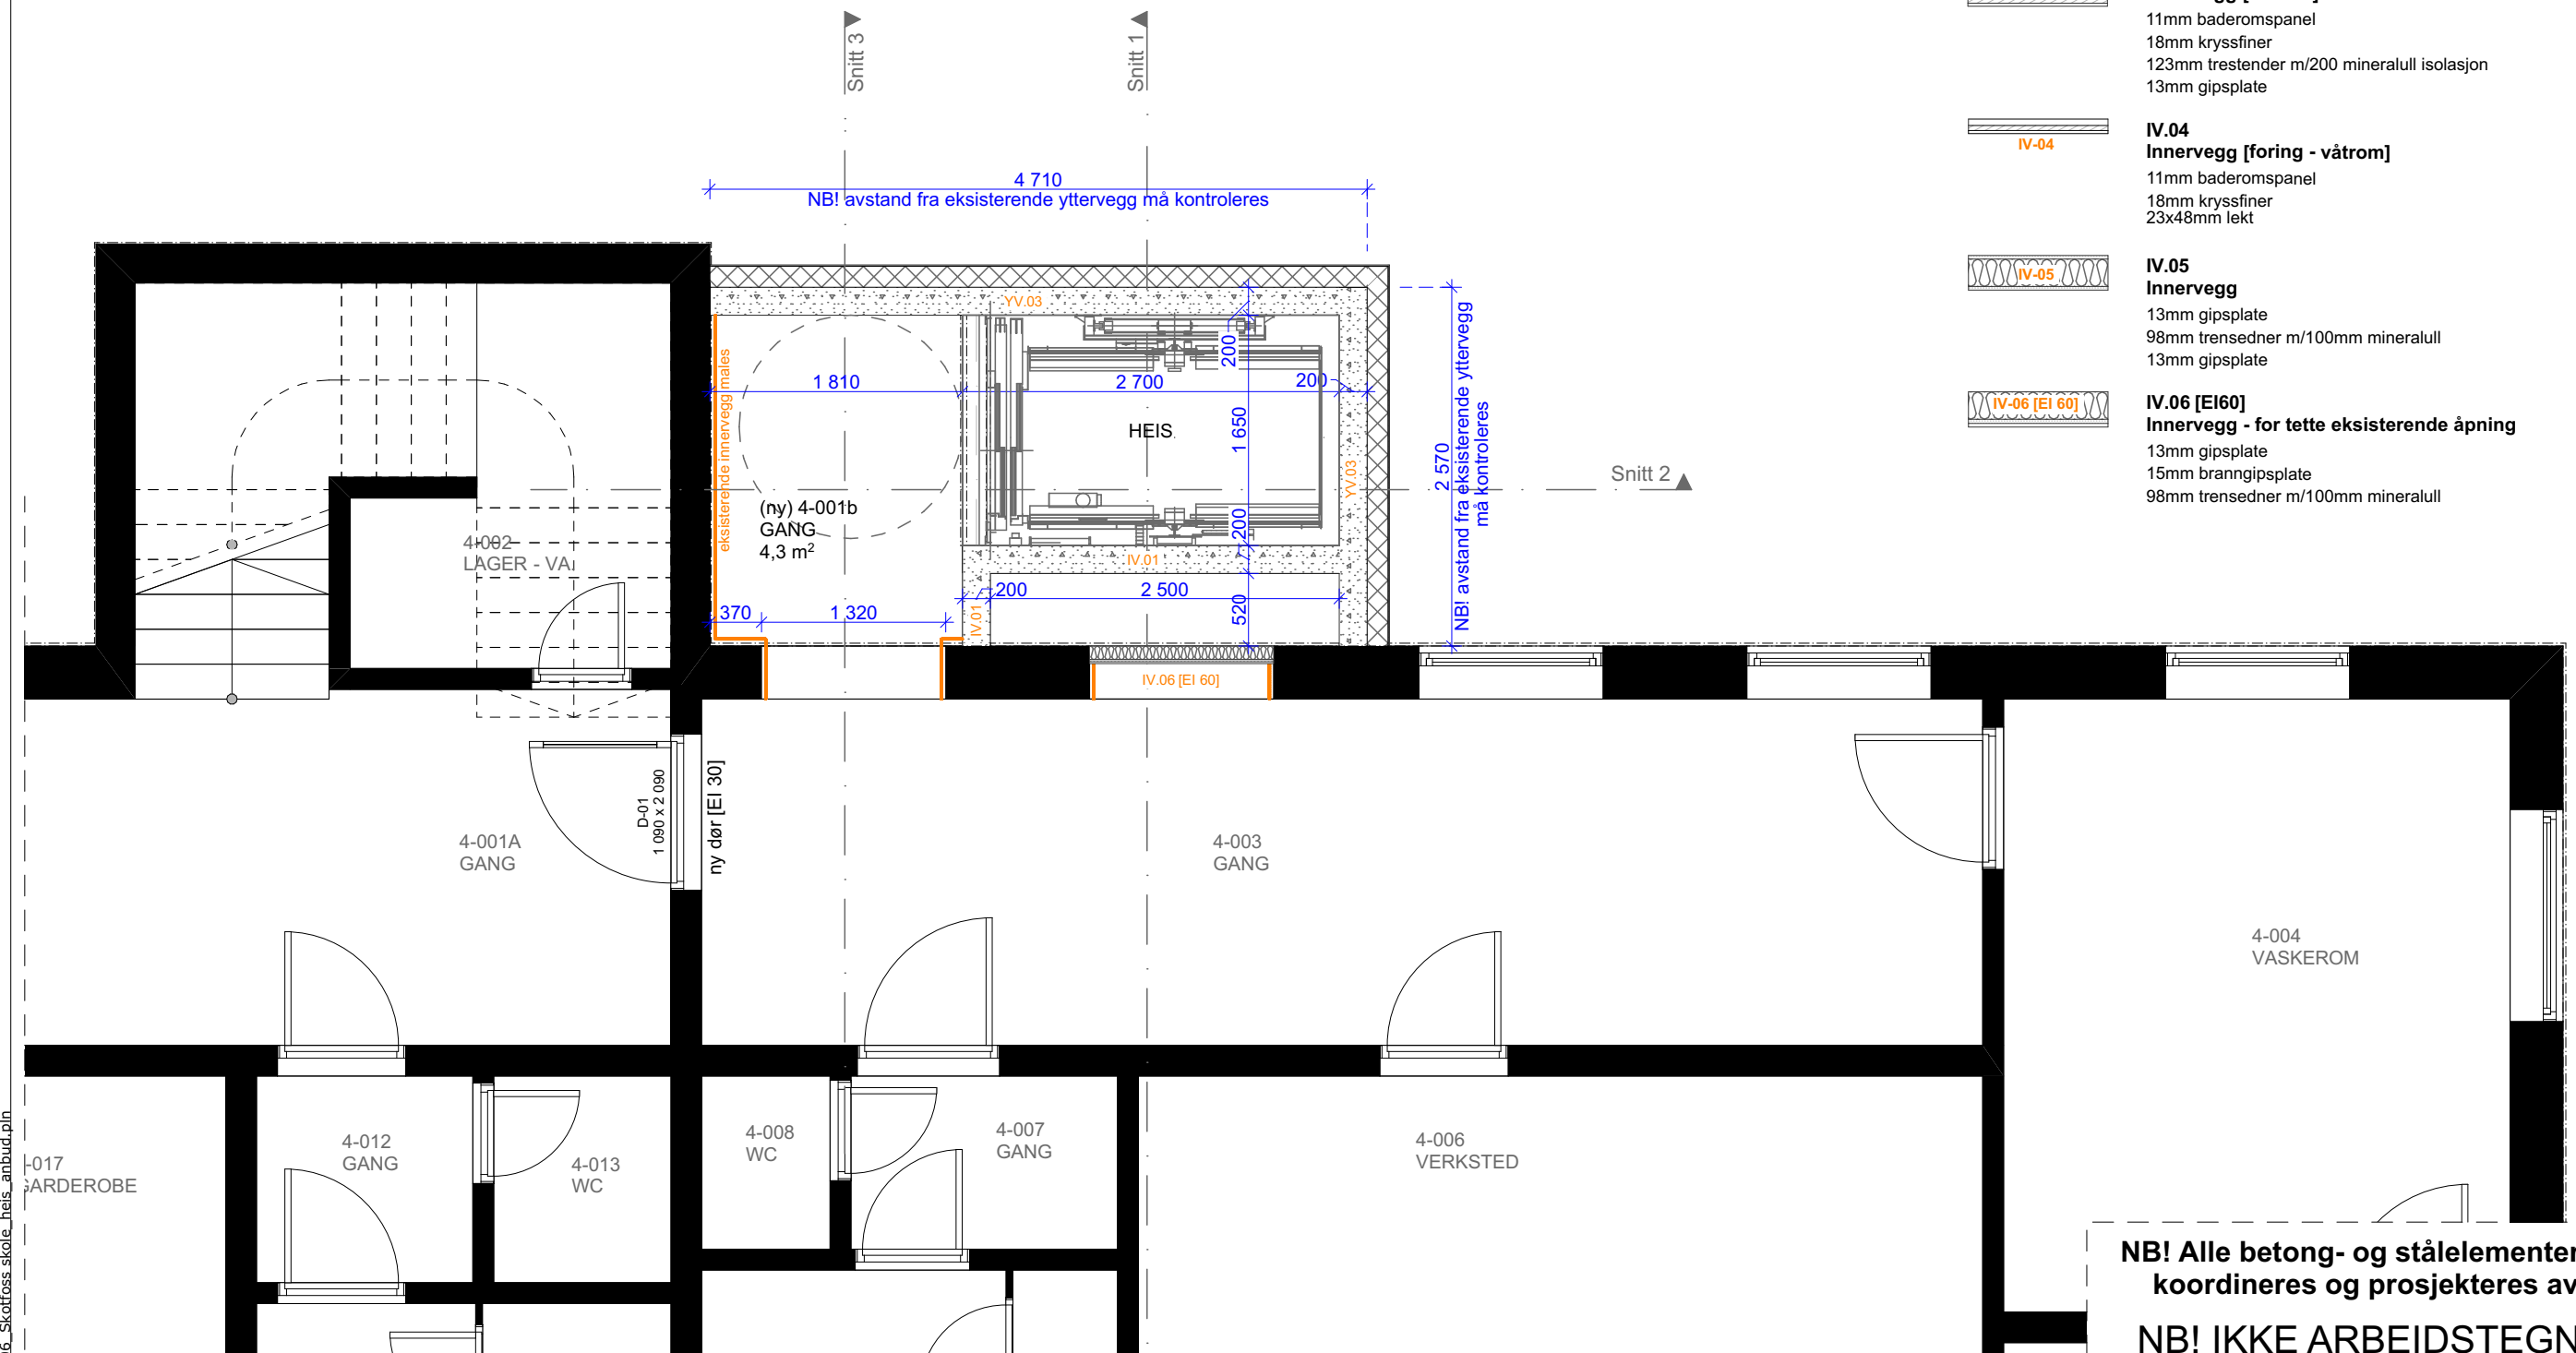 11mm baderomspanel
18mm kryssfiner
123mm trestender m/200 mineralull isolasjon
13mm gipsplate
IV-04
IV.04
Innervegg [foring - våtrom]
11mm baderomspanel
18mm kryssfiner
23x48mm lekt
IV-05
IV.05
Innervegg
13mm gipsplate
98mm trensedner m/100mm mineralull
13mm gipsplate
IV-06 [EI 60]
IV.06 [EI60]
Innervegg - for tette eksisterende åpning
13mm gipsplate
15mm branngipsplate
98mm trensedner m/100mm mineralull
Snitt 3
Snitt 1
4 710
NB! avstand fra eksisterende yttervegg må kontroleres
YV.03
eksisterende innervegg males
1 810
2 700
200
200
1 650
HEIS
YV.03
2 570
NB! avstand fra eksisterende yttervegg
må kontroleres
Snitt 2
(ny) 4-001b
GANG
4,3 m²
200
IV.01
200
2 500
520
370
1 320
IV.01
IV.06 [EI 60]
4-002
LAGER - VA
D-01
1 090 x 2 090
ny dør [EI 30]
4-001A
GANG
4-003
GANG
4-004
VASKEROM
4-012
GANG
4-013
WC
4-008
WC
4-007
GANG
4-006
VERKSTED
-017
GARDEROBE
6_Skotfoss skole_heis_anbud.pln
NB! Alle betong- og stålelementer
koordineres og prosjekteres av
NB! IKKE ARBEIDSTEGN